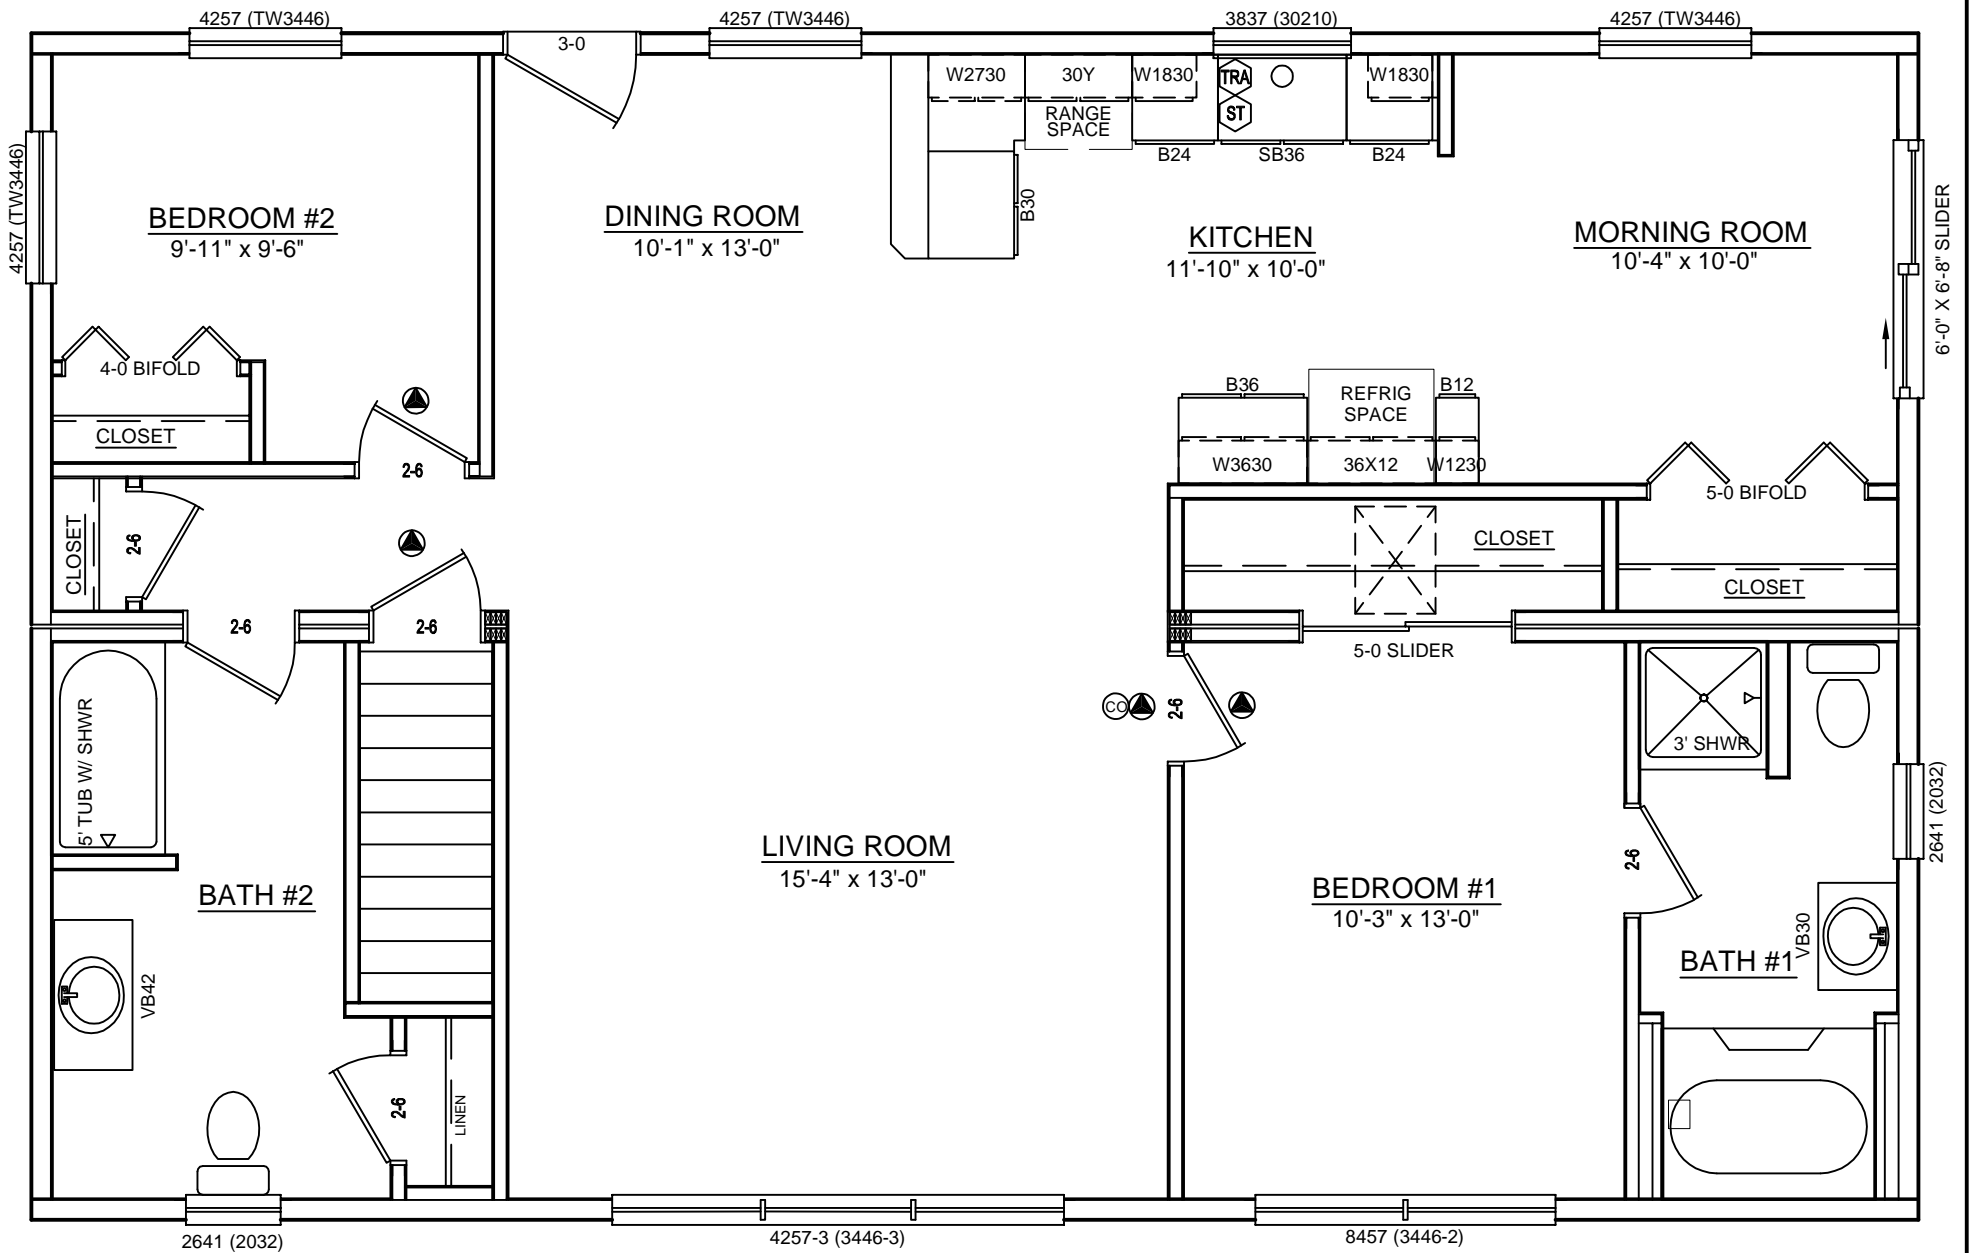 4257 (TW3446)
4257 (TW3446)
3837 (30210)
4257 (TW3446)
3-0
W2730
30Y
W1830
TRA
W1830
RANGE
SPACE
ST
B24
SB36
B24
4257 (TW3446)
BEDROOM #2
9'-11" x 9'-6"
DINING ROOM
10'-1" x 13'-0"
B30
KITCHEN
11'-10" x 10'-0"
MORNING ROOM
10'-4" x 10'-0"
6'-0" X 6'-8" SLIDER
4-0 BIFOLD
CLOSET
2-6
B36
REFRIG
SPACE
B12
W3630
36X12
W1230
5-0 BIFOLD
CLOSET
2-6
CLOSET
CLOSET
2-6
2-6
5-0 SLIDER
CO
2-6
5' TUB W/ SHWR
3' SHWR
2641 (2032)
LIVING ROOM
15'-4" x 13'-0"
BEDROOM #1
10'-3" x 13'-0"
2-6
BATH #2
VB42
VB30
BATH #1
2-6
LINEN
2641 (2032)
4257-3 (3446-3)
8457 (3446-2)